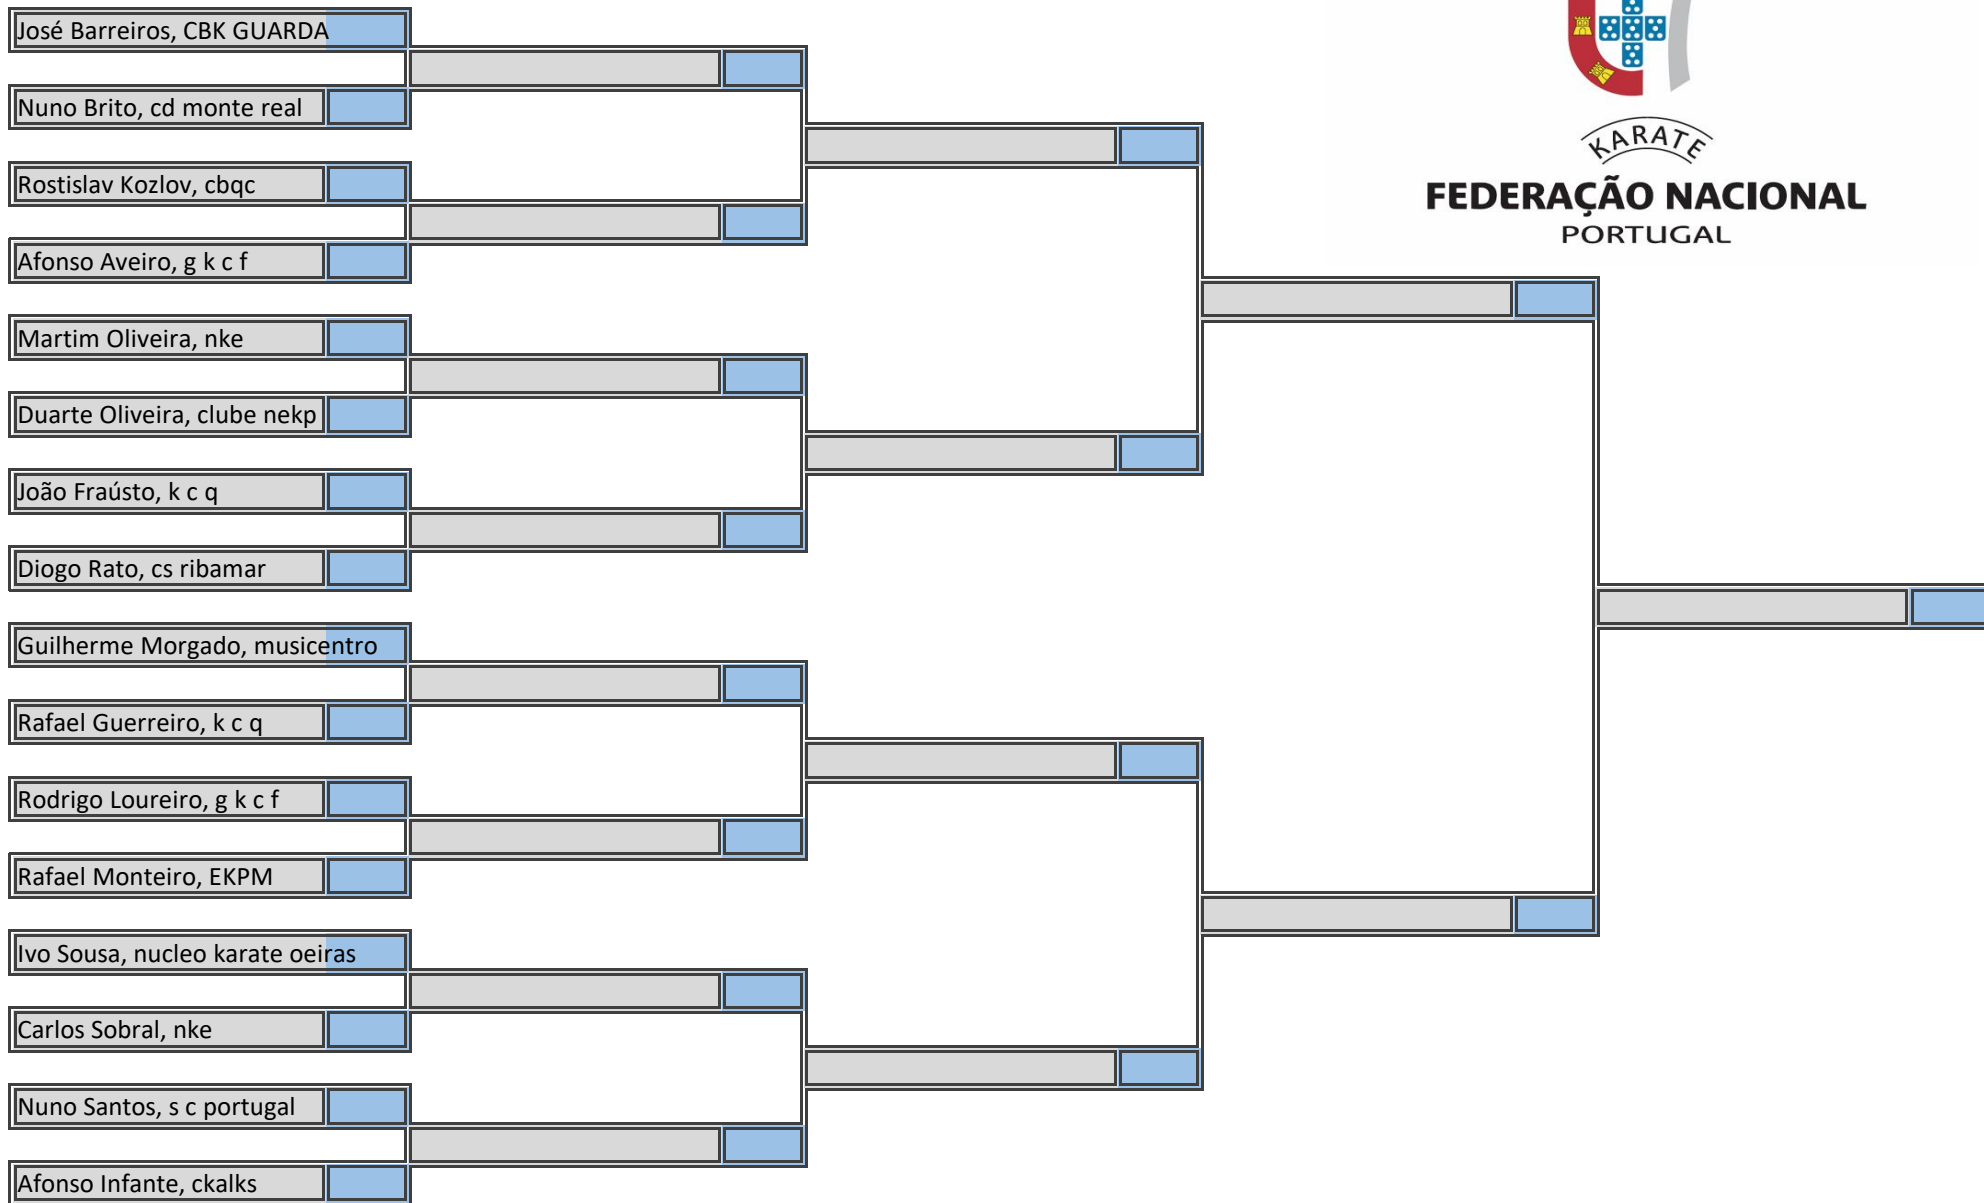 José Barreiros, CBK GUARDA
Nuno Brito, cd monte real
Rostislav Kozlov, cbqc
Afonso Aveiro, g k c f
Martim Oliveira, nke
Duarte Oliveira, clube nekp
João Fraústo, k c q
Diogo Rato, cs ribamar
Guilherme Morgado, musicentro
Rafael Guerreiro, k c q
Rodrigo Loureiro, g k c f
Rafael Monteiro, EKPM
Ivo Sousa, nucleo karate oeiras
Carlos Sobral, nke
Nuno Santos, s c portugal
Afonso Infante, ckalks
KARATE
FEDERAÇÃO NACIONAL
PORTUGAL